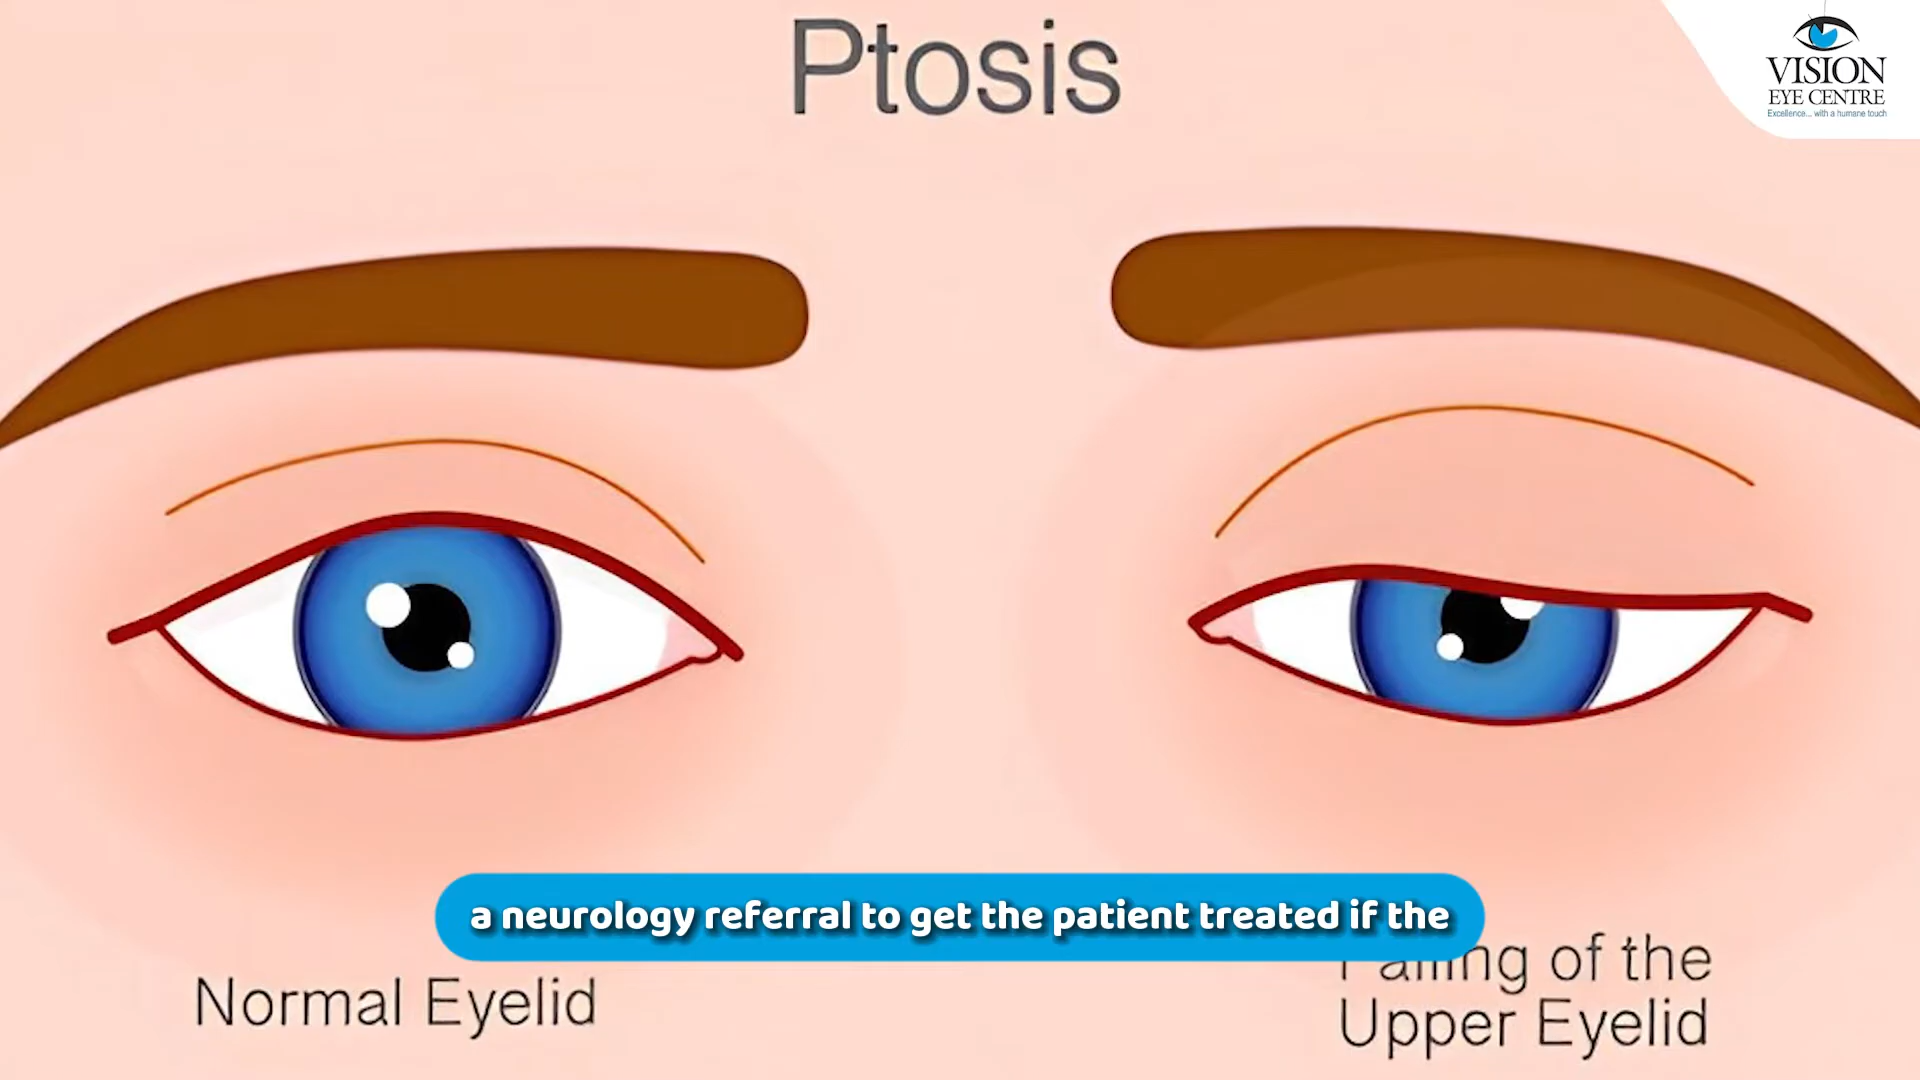 Ptosis
VISION
EYE CENTRE
Excellence... with a humane touch
a neurology referral to get the patient treated if the
Normal Eyelid
of the
Upper Eyelid